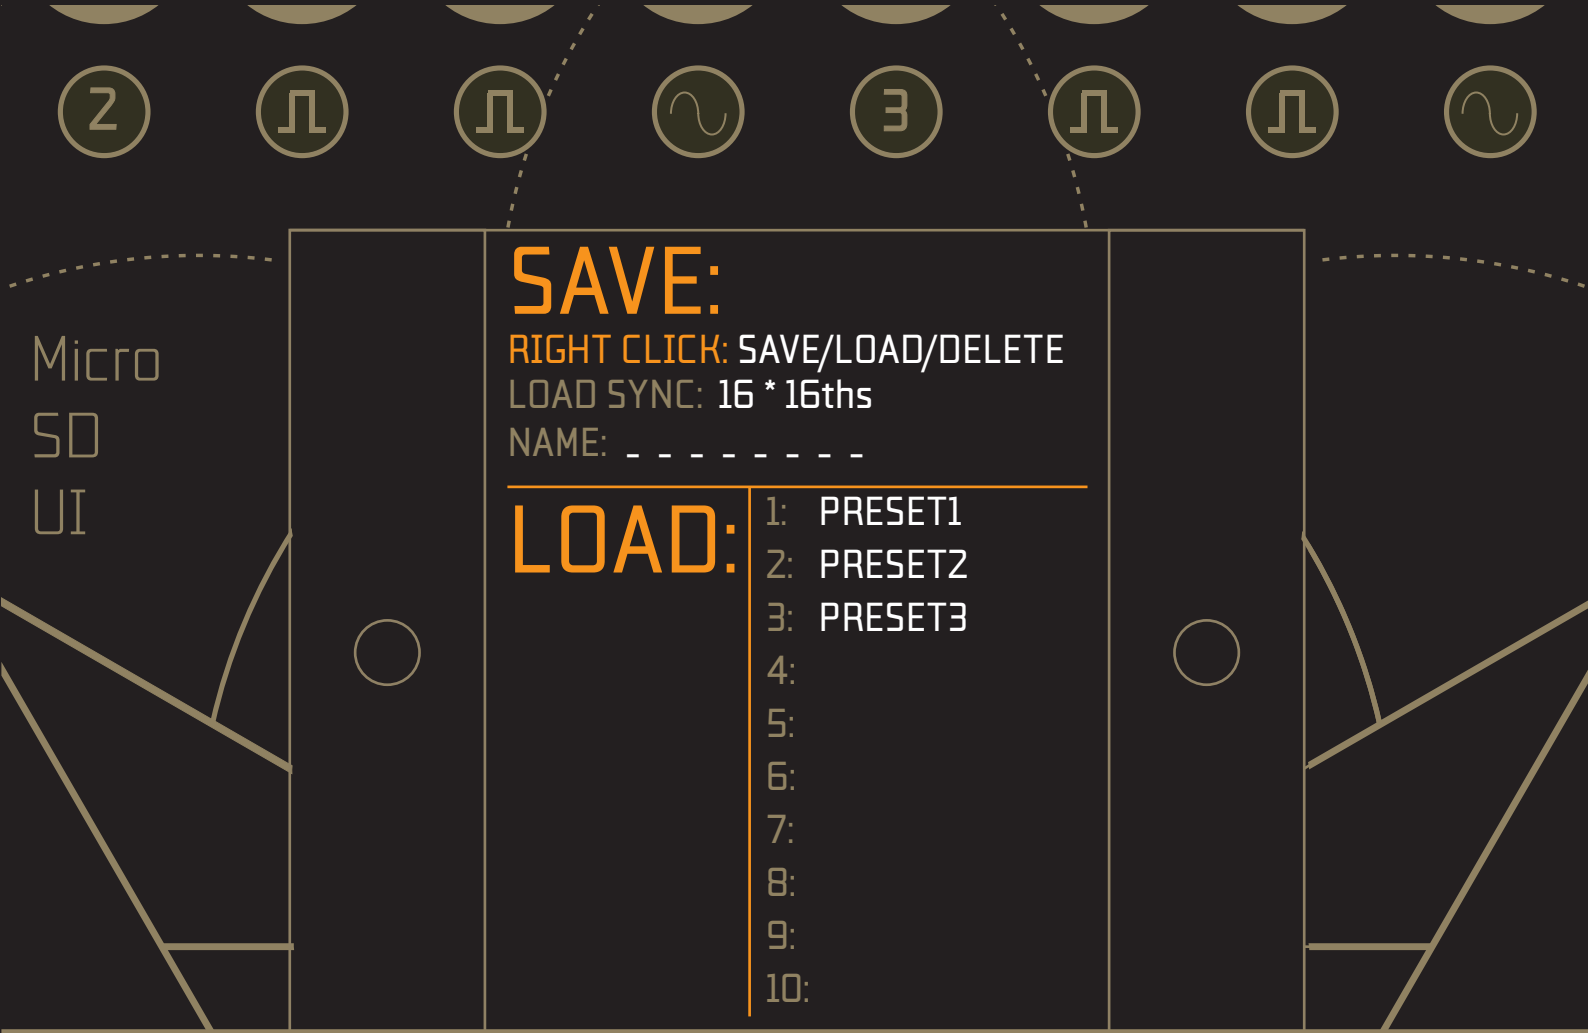 2
3
SAVE:
RIGHT CLICK: SAVE/LOAD/DELETE
LOAD SYNC: 16 * 16ths
NAME: _ _ _ _ _ _ _ _
Micro
SD
UI
LOAD:
1: PRESET1
2: PRESET2
3: PRESET3
4:
5:
6:
7:
8:
9:
10: